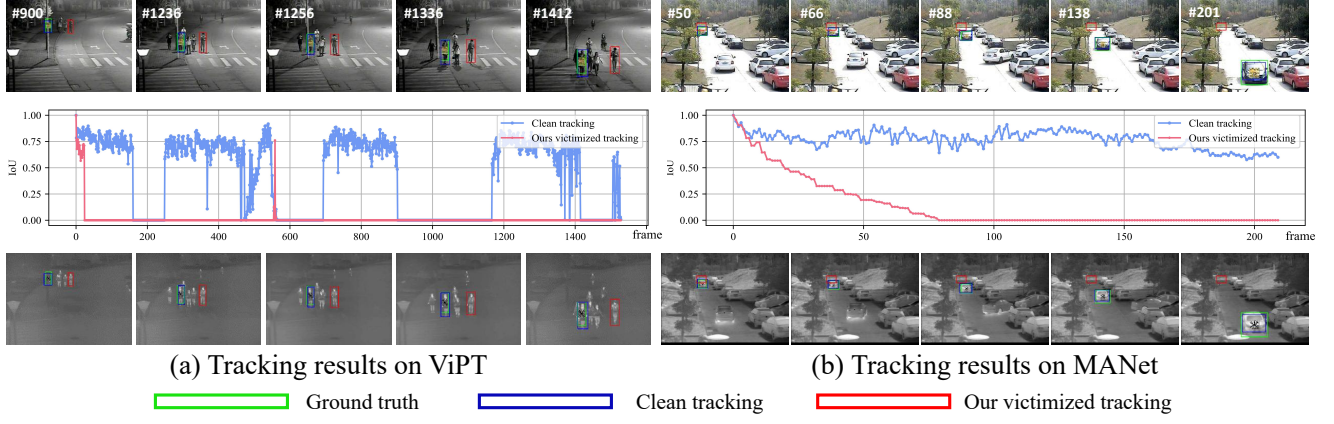 #900 #1236 #1256 #1336 #1412
#50 #66 #88 #138 #201
1.00
0.75
0.50
0.25
0.00
IoU
Clean tracking
Ours victimized tracking
0 200 400 600 800 1000 1200 1400 frame
1.00
0.75
0.50
0.25
0.00
IoU
Clean tracking
Ours victimized tracking
0 50 100 150 200 frame
(a) Tracking results on ViPT
(b) Tracking results on MANet
Ground truth Clean tracking Our victimized tracking